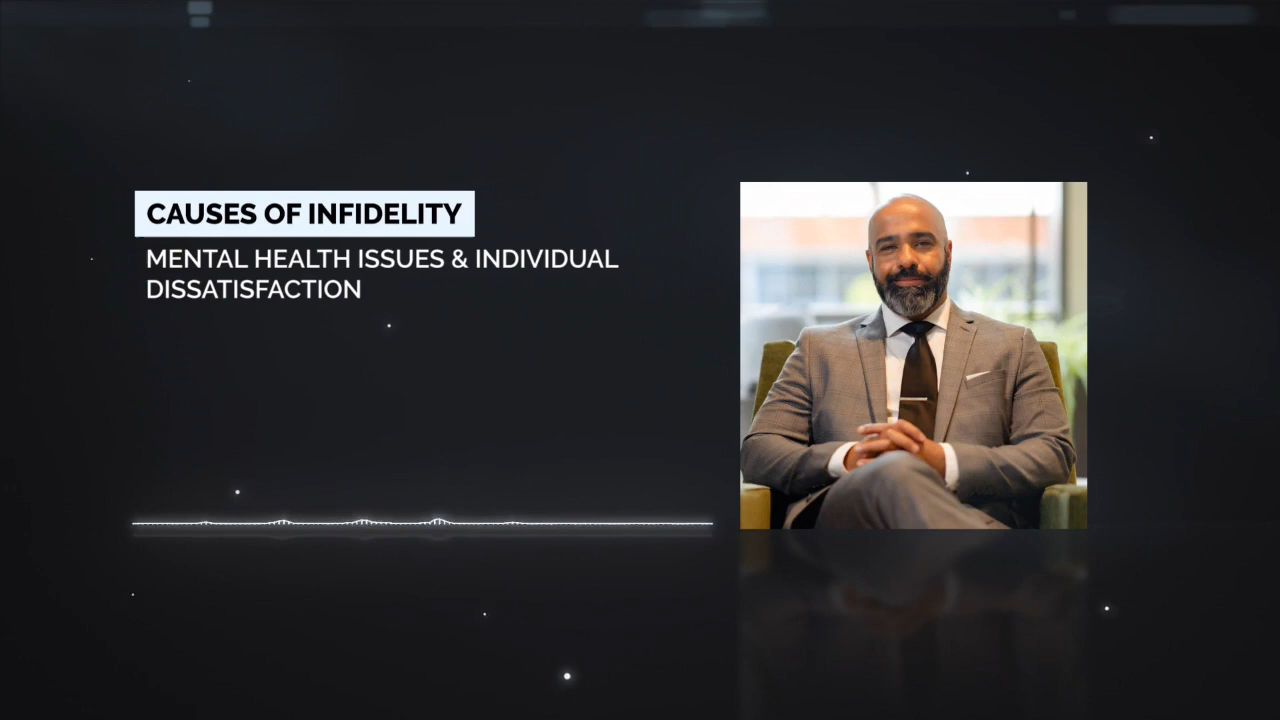 CAUSES OF INFIDELITY
MENTAL HEALTH ISSUES & INDIVIDUAL
DISSATISFACTION